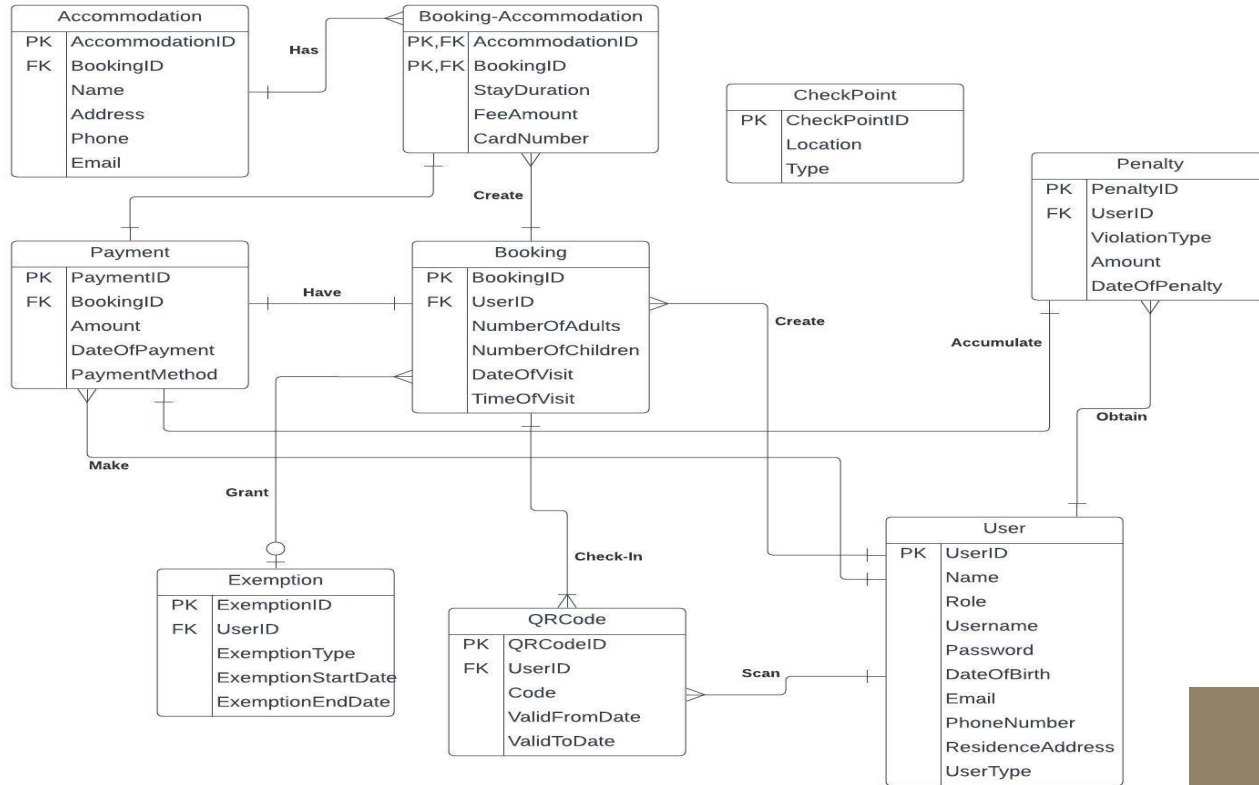 Accommodation
PK AccommodationID
FK BookingID
Name
Address
Phone
Email
Has
Booking-Accommodation
PK,FK AccommodationID
PK,FK BookingID
StayDuration
FeeAmount
CardNumber
CheckPoint
PK CheckPointID
Location
Type
Penalty
PK PenaltyID
FK UserID
ViolationType
Amount
DateOfPenalty
Create
Payment
PK PaymentID
FK BookingID
Amount
DateOfPayment
PaymentMethod
Have
Booking
PK BookingID
FK UserID
NumberOfAdults
NumberOfChildren
DateOfVisit
TimeOfVisit
Create
Accumulate
Obtain
Make
Grant
Check-In
Exemption
PK ExemptionID
FK UserID
ExemptionType
ExemptionStartDate
ExemptionEndDate
QRCode
PK QRCodeID
FK UserID
Code
ValidFromDate
ValidToDate
Scan
User
PK UserID
Name
Role
Username
Password
DateOfBirth
Email
PhoneNumber
ResidenceAddress
UserType